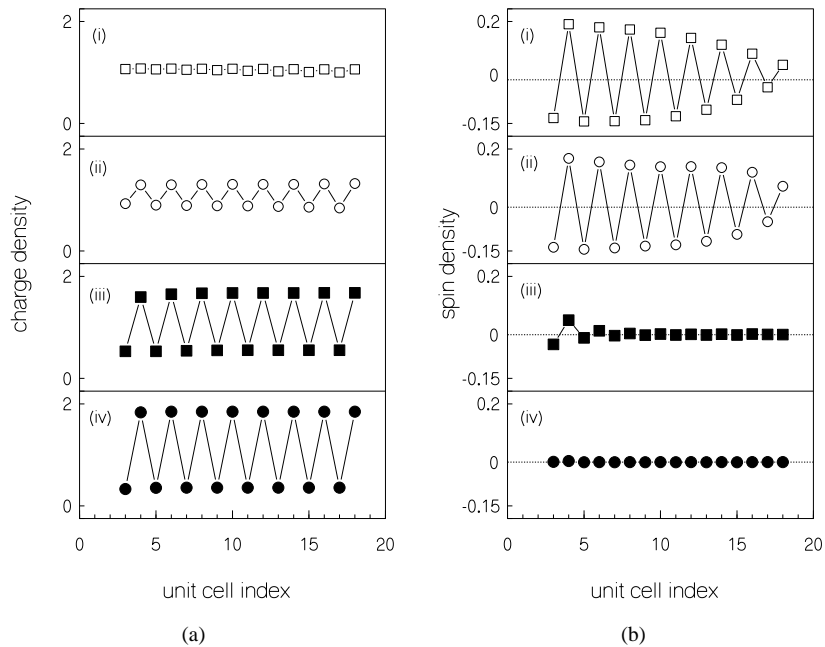 2
(i)
0
2
(ii)
0
2
(iii)
0
2
(iv)
0
0 5 10 15 20
charge density
unit cell index
(a)
0.2
(i)
0
-0.15
0.2
(ii)
0
-0.15
0.2
(iii)
0
-0.15
0.2
(iv)
0
-0.15
0 5 10 15 20
spin density
unit cell index
(b)